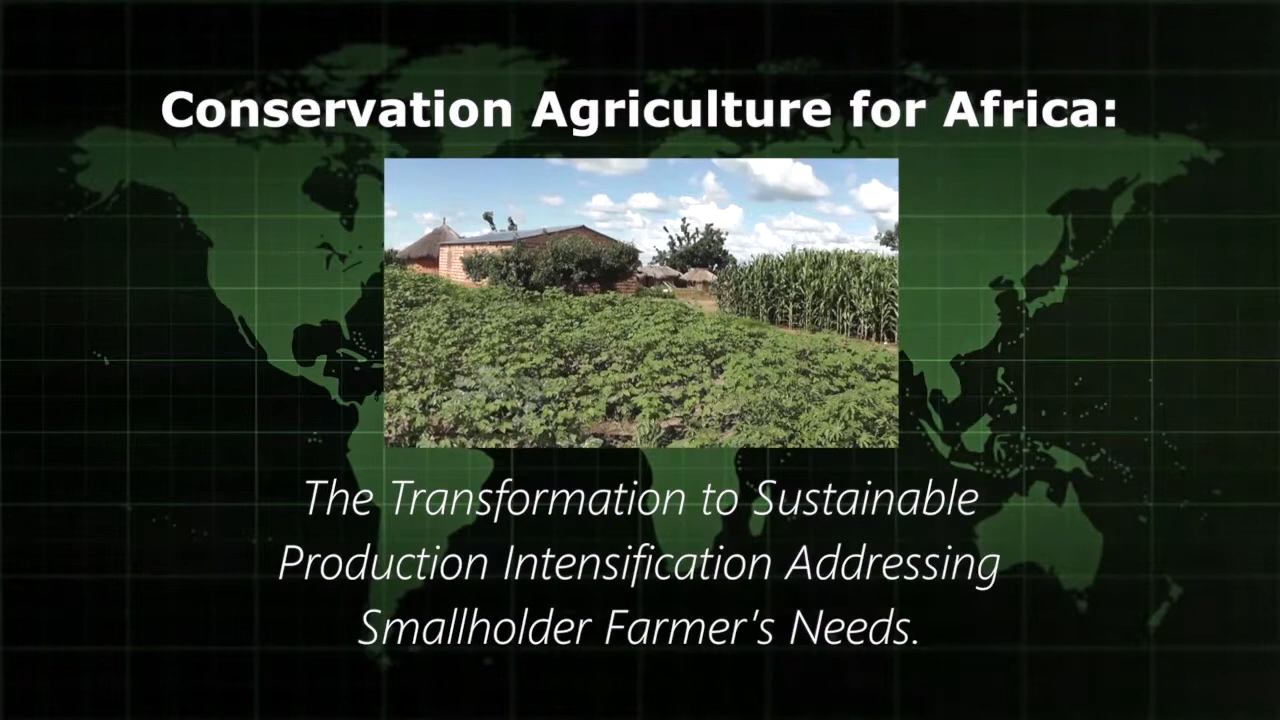 Conservation Agriculture for Africa:
The Transformation to Sustainable
Production Intensification Addressing
Smallholder Farmer's Needs.